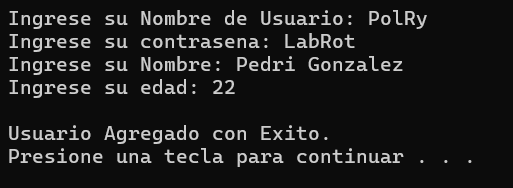 Ingrese su Nombre de Usuario: PolRy
Ingrese su contrasena: LabRot
Ingrese su Nombre: Pedri Gonzalez
Ingrese su edad: 22
Usuario Agregado con Exito.
Presione una tecla para continuar . . .